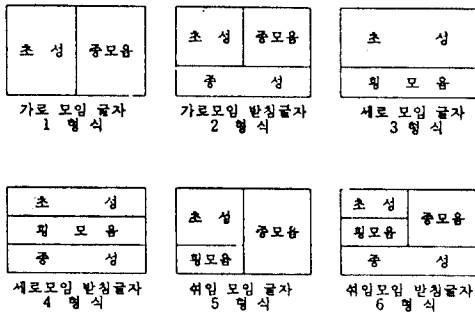 초 성 종모음
가로 모임 글자
1 형 식
초 성 종모음
종 성
가로모임 받침글자
2 형 식
초 성
횡 모 음
세로 모임 글자
3 형 식
초 성
횡 모 음
종 성
세로모임 받침글자
4 형 식
초 성 종모음
횡모음
섞임 모임 글자
5 형 식
초 성 종모음
횡모음
종 성
섞임모임 받침글자
6 형 식